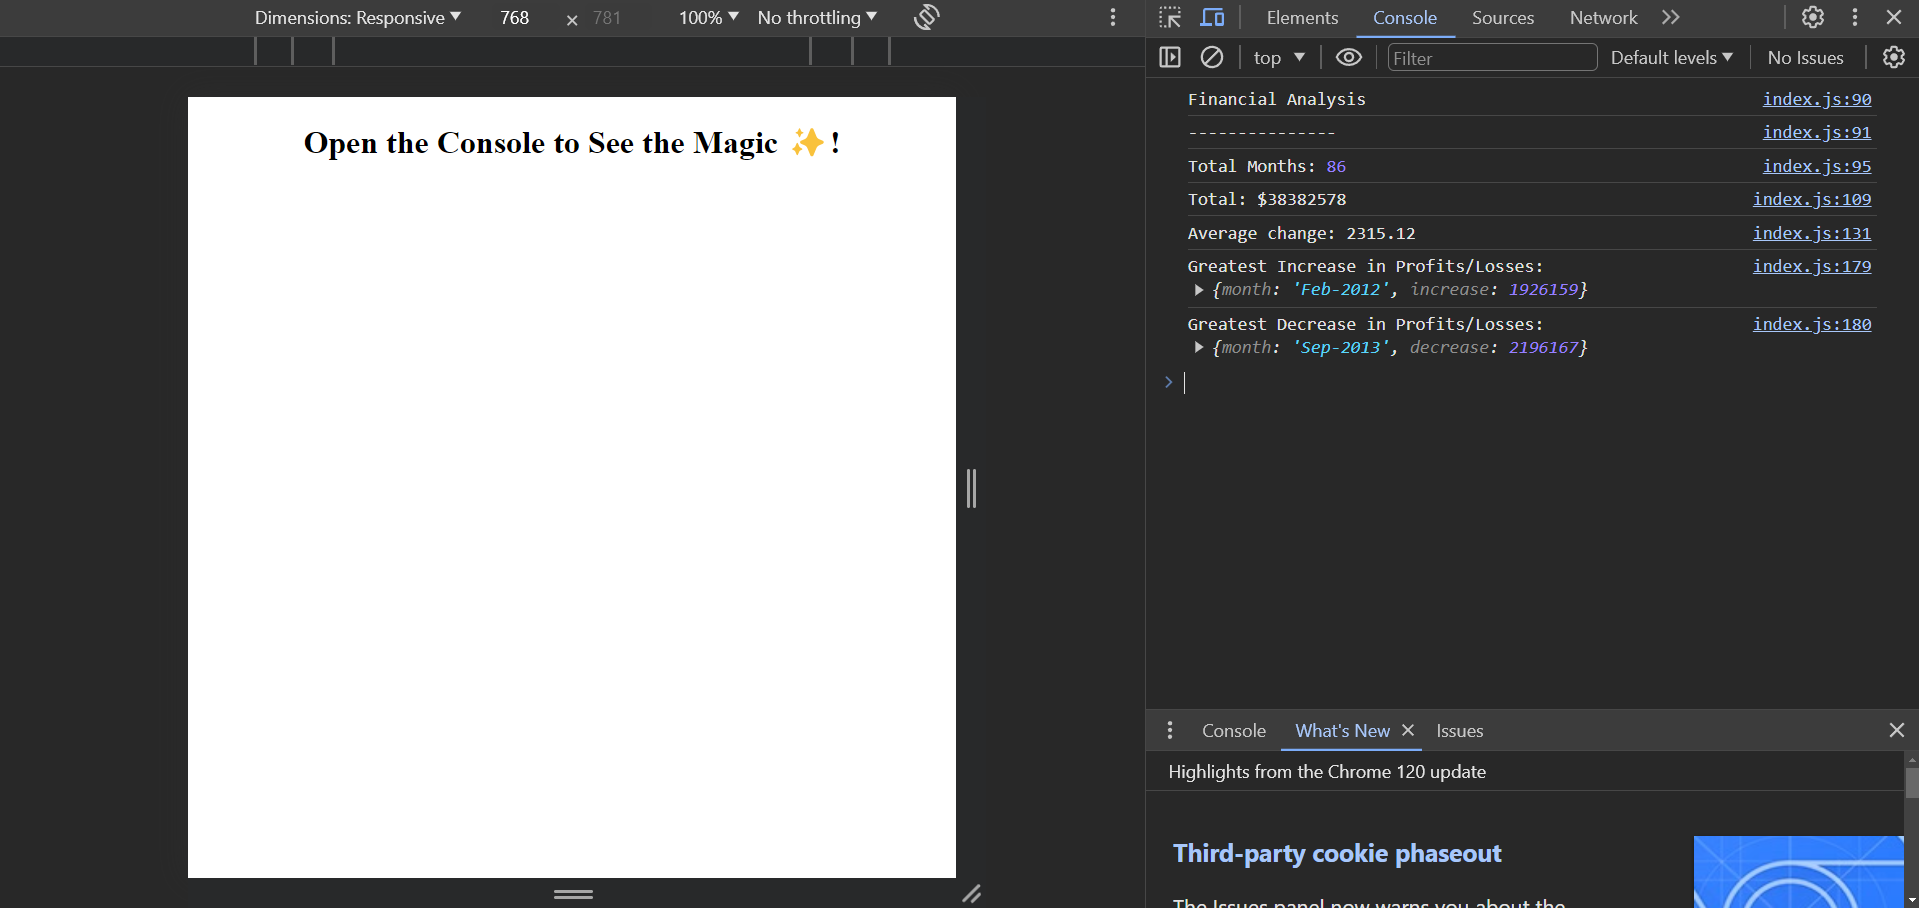 Dimensions: Responsive 768 × 781 100% No throttling
Open the Console to See the Magic ✨!
Elements Console Sources Network
top Filter Default levels No Issues
Financial Analysis index.js:90
--------------- index.js:91
Total Months: 86 index.js:95
Total: $38382578 index.js:109
Average change: 2315.12 index.js:131
Greatest Increase in Profits/Losses: index.js:179
{month: 'Feb-2012', increase: 1926159}
Greatest Decrease in Profits/Losses: index.js:180
{month: 'Sep-2013', decrease: 2196167}
Console What's New Issues
Highlights from the Chrome 120 update
Third-party cookie phaseout
The Issues panel now warns you about the